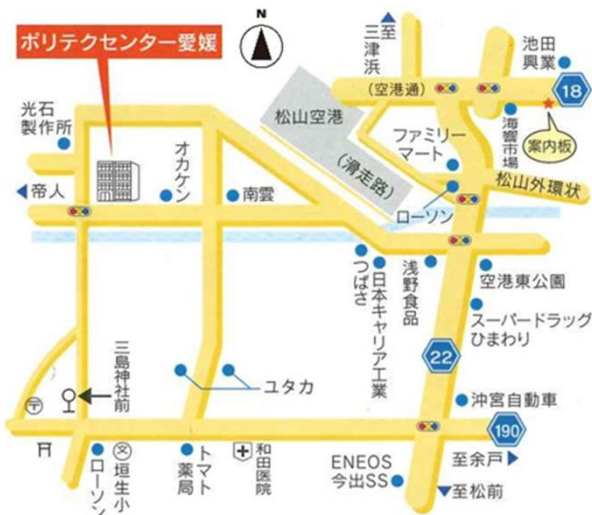 N
ポリテクセンター愛媛
至
三津浜
池田
興業
(空港通)
18
案内板
海響市場
光石
製作所
松山空港
(滑走路)
ファミリー
マート
オカケン
南雲
帝人
ローソン
松山外環状
つばさ
日本キャリア工業
浅野食品
空港東公園
スーパードラッグ
ひまわり
22
三島神社前
ユタカ
沖宮自動車
190
至余戸
ローソン
文
垣生小
トマト
薬局
和田
医院
ENEOS
今出SS
至松前